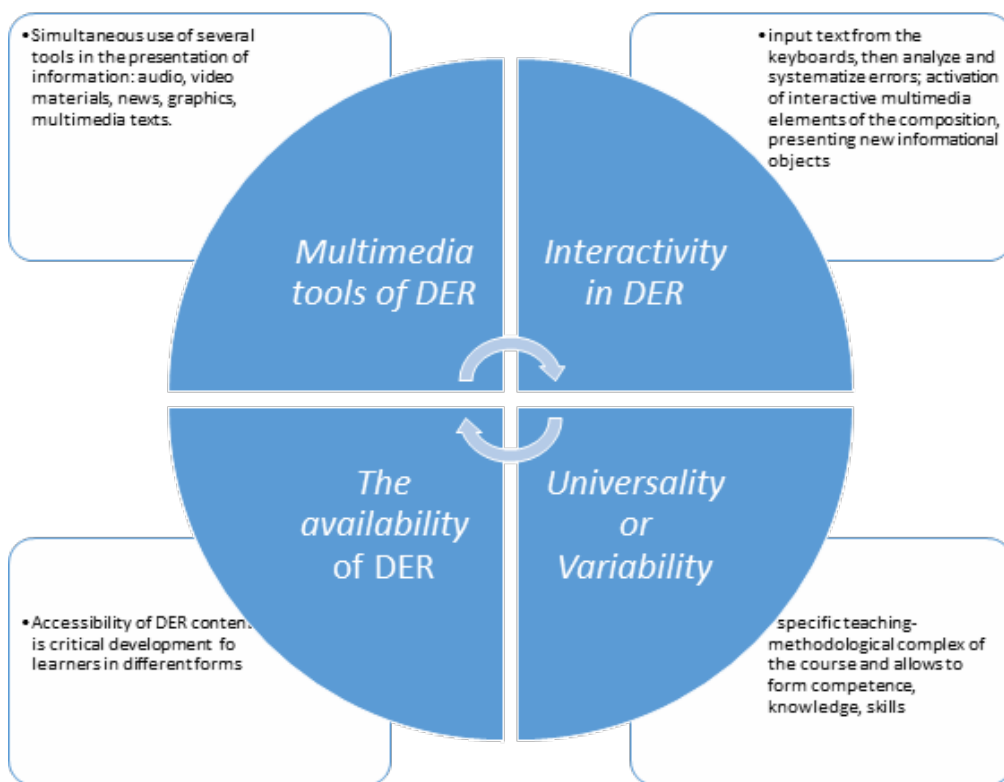 •Simultaneous use of several
tools in the presentation of
information: audio, video
materials, news, graphics,
multimedia texts.
•input text from the
keyboards, then analyze and
systematize errors; activation
of interactive multimedia
elements of the composition,
presenting new informational
objects
Multimedia
tools of DER
Interactivity
in DER
The
availability
of DER
Universality
or
Variability
•Accessibility of DER conten
is critical development fo
learners in different forms
specific teaching-
methodological complex of
the course and allows to
form competence,
knowledge, skills